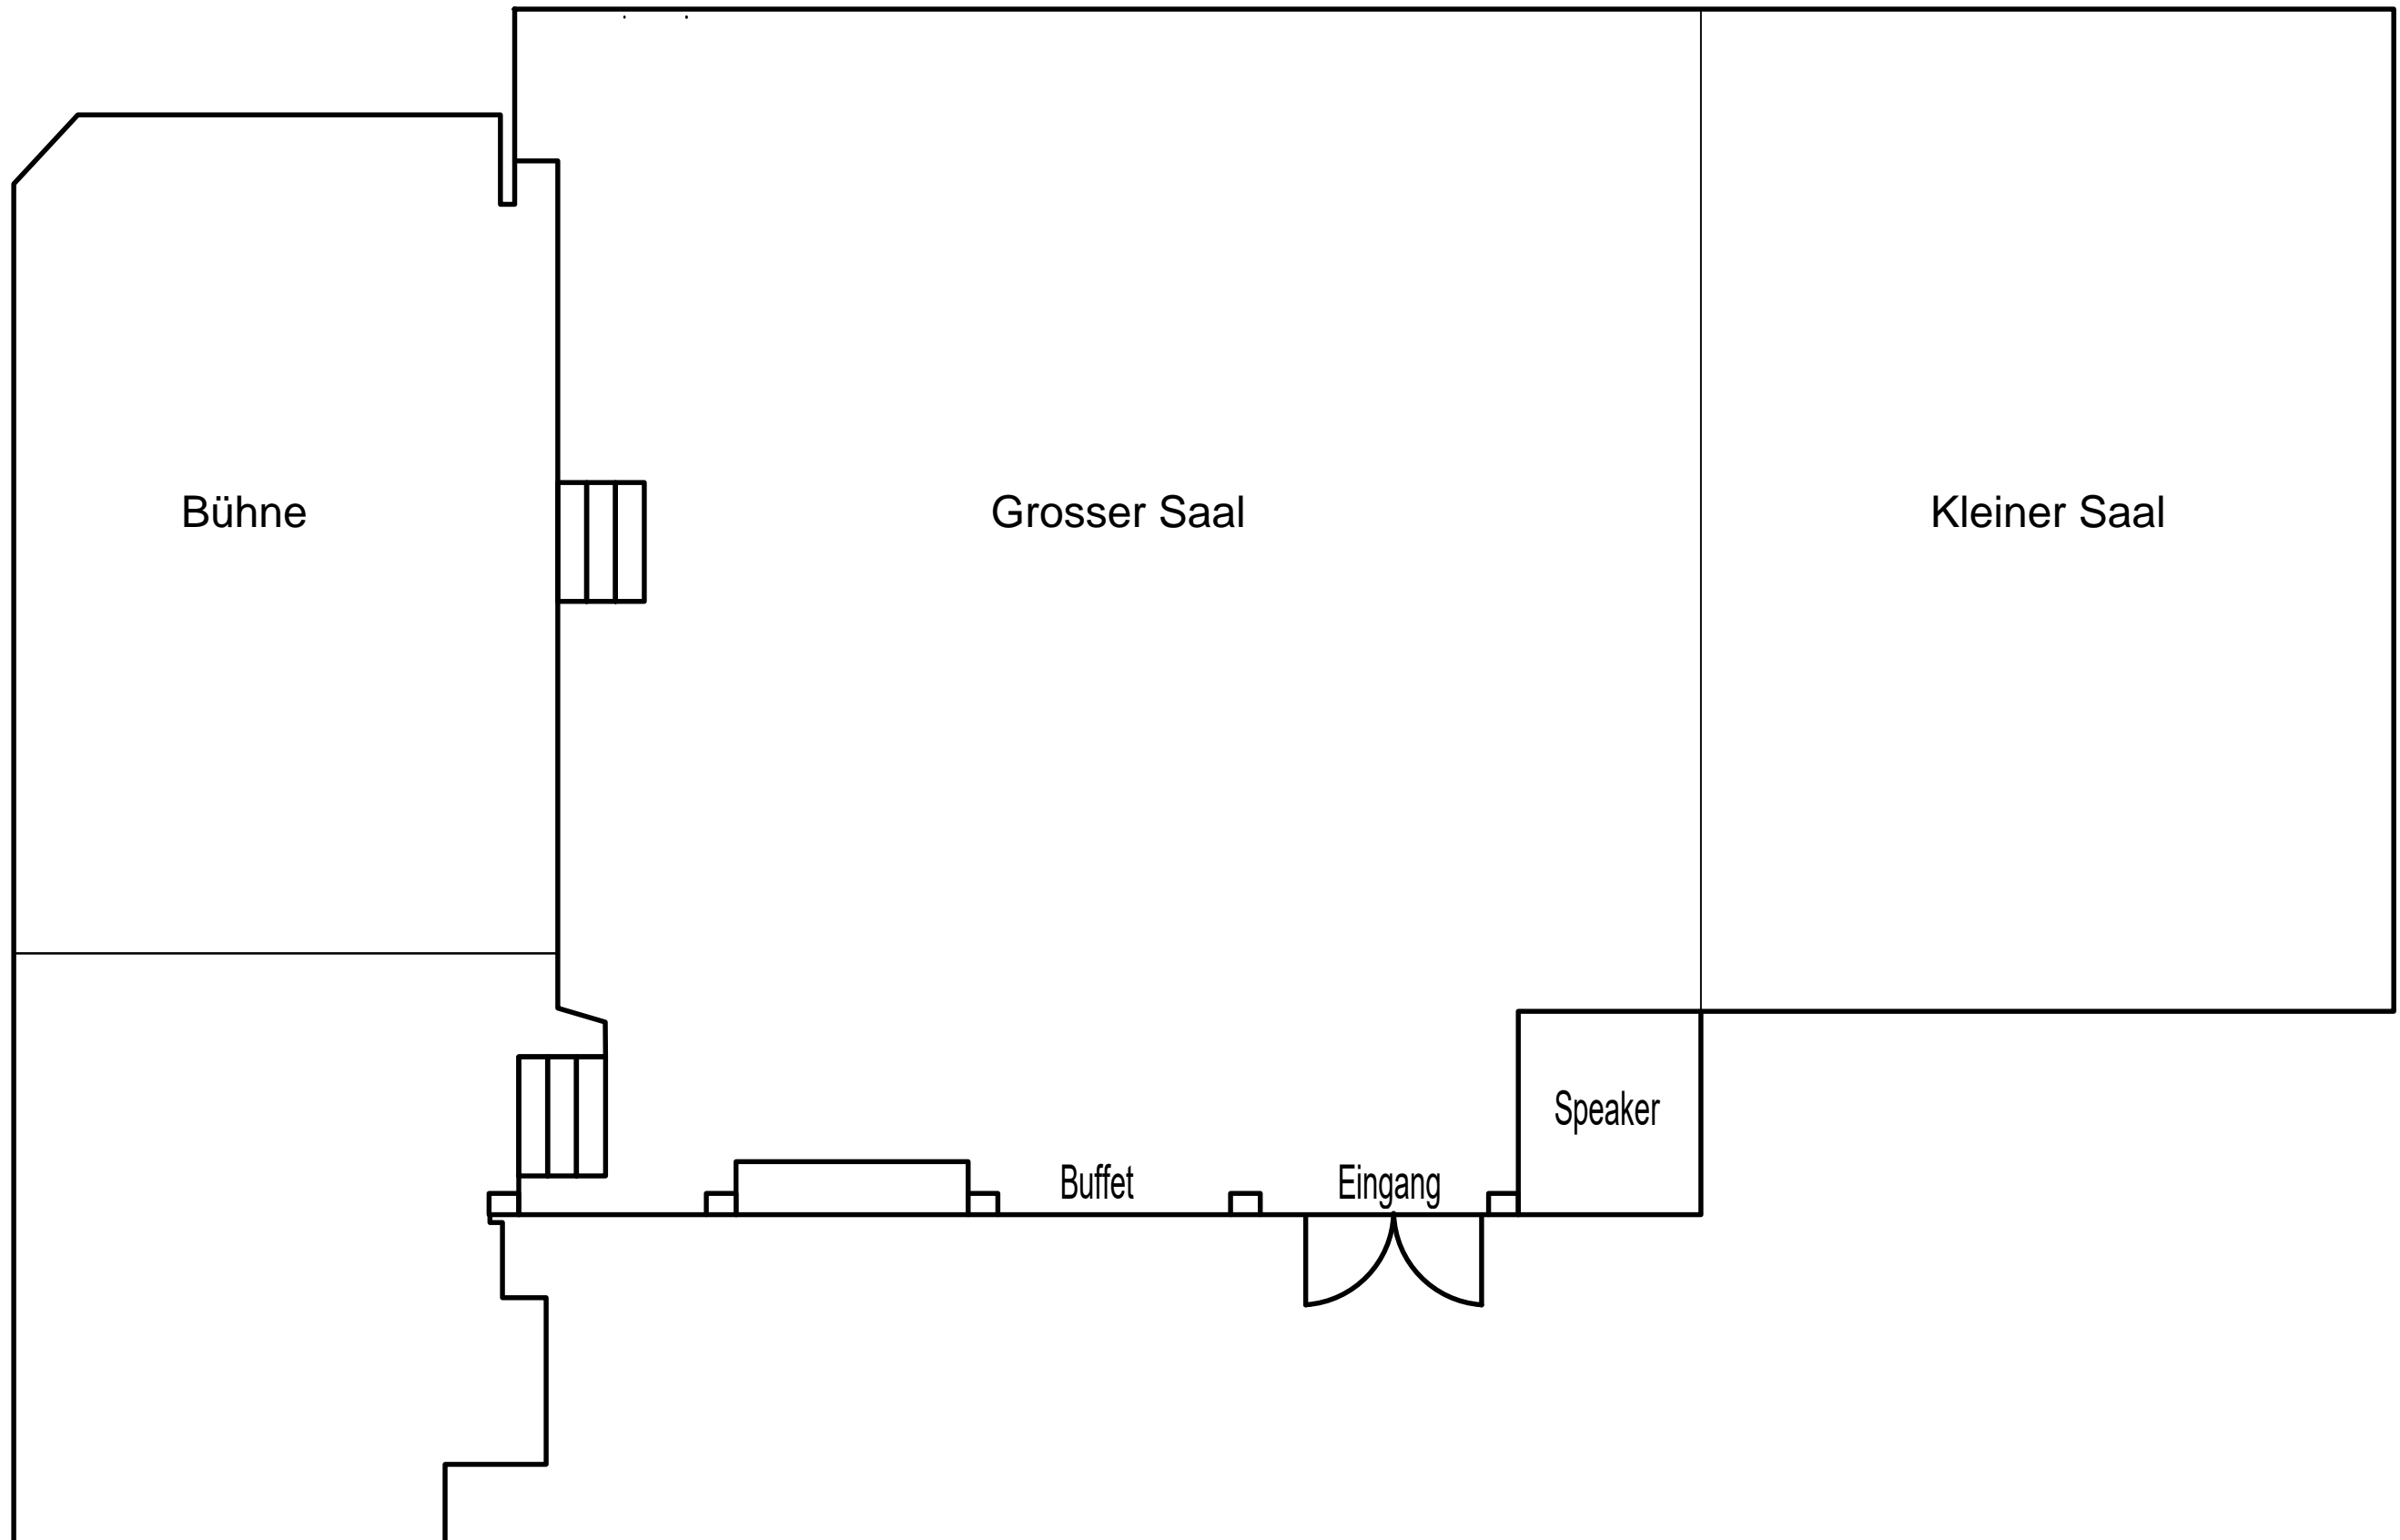 Bühne
Grosser Saal
Kleiner Saal
Speaker
Buffet
Eingang